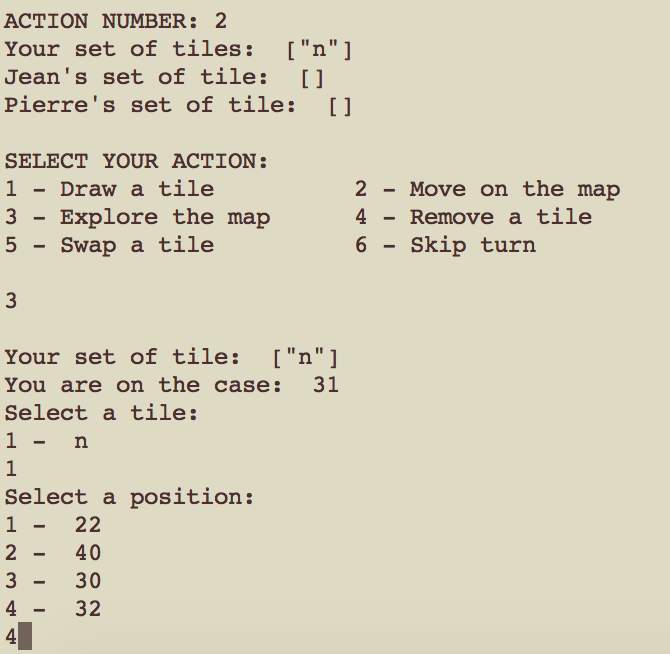 ACTION NUMBER: 2
Your set of tiles:  ["n"]
Jean's set of tile:  []
Pierre's set of tile:  []
SELECT YOUR ACTION:
1 - Draw a tile          2 - Move on the map
3 - Explore the map      4 - Remove a tile
5 - Swap a tile          6 - Skip turn
3
Your set of tile:  ["n"]
You are on the case:  31
Select a tile:
1 -  n
1
Select a position:
1 -  22
2 -  40
3 -  30
4 -  32
4